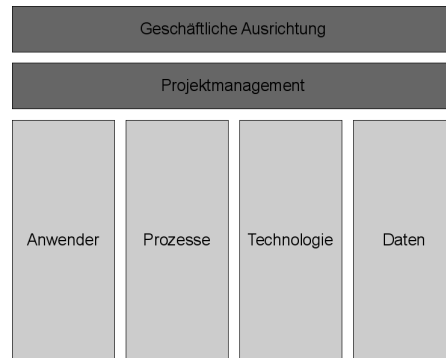 Geschäftliche Ausrichtung
Projektmanagement
Anwender
Prozesse
Technologie
Daten